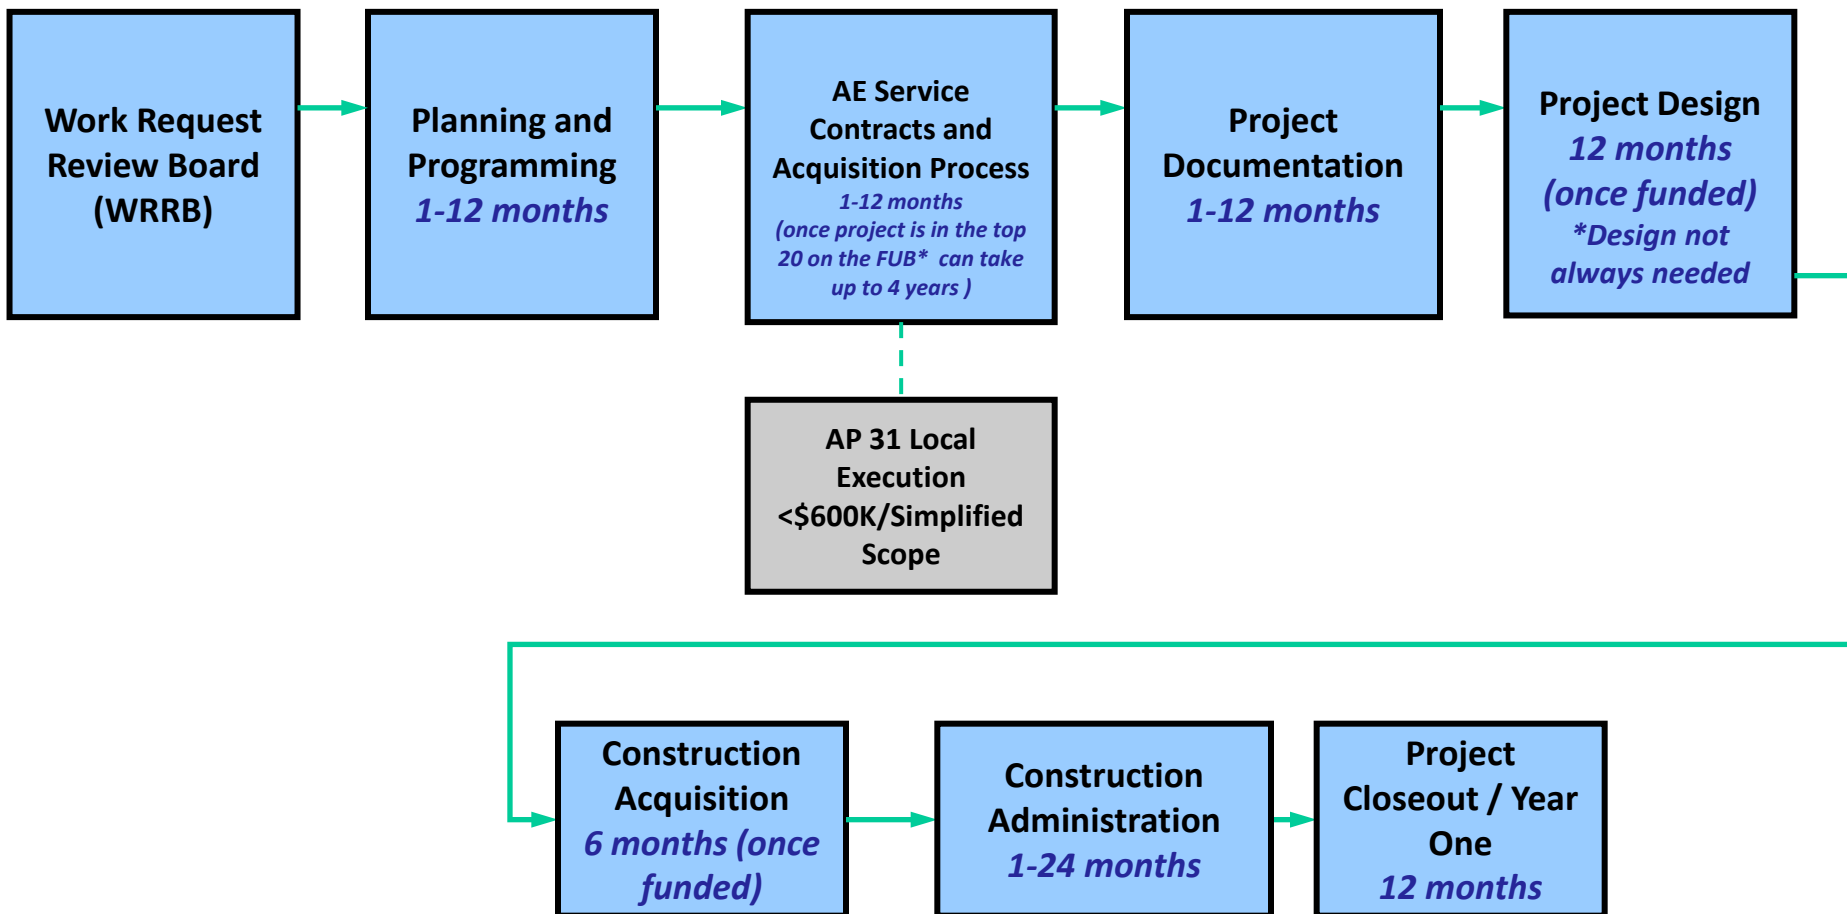 Work Request
Review Board
(WRRB)
Planning and
Programming
1-12 months
AE Service
Contracts and
Acquisition Process
1-12 months
(once project is in the top
20 on the FUB* can take
up to 4 years )
Project
Documentation
1-12 months
Project Design
12 months
(once funded)
*Design not
always needed
AP 31 Local
Execution
<$600K/Simplified
Scope
Construction
Acquisition
6 months (once
funded)
Construction
Administration
1-24 months
Project
Closeout / Year
One
12 months